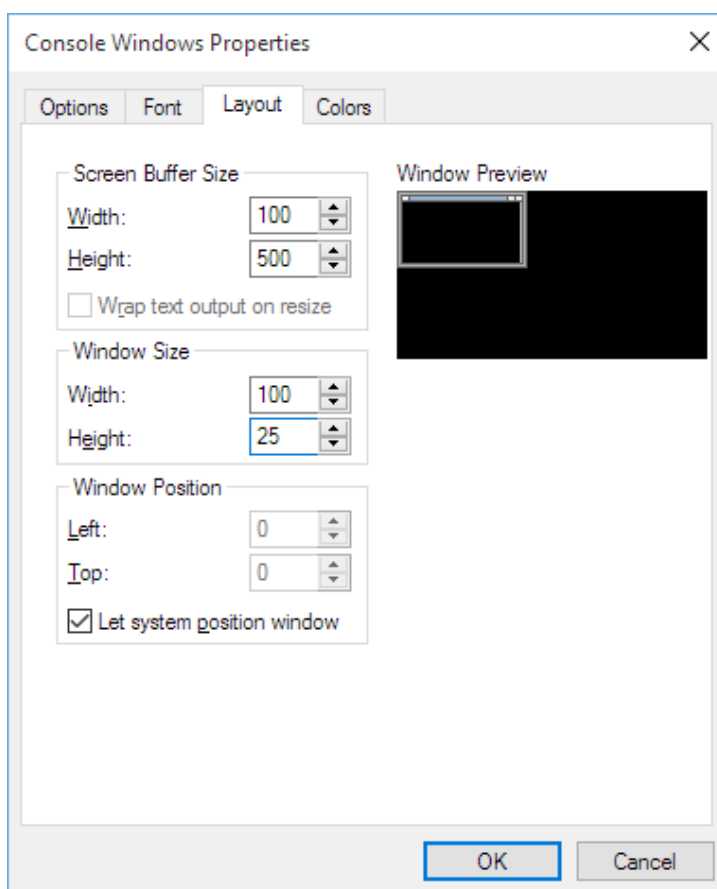 Console Windows Properties
Options Font Layout Colors
Screen Buffer Size
Width: 100
Height: 500
Wrap text output on resize
Window Size
Width: 100
Height: 25
Window Position
Left: 0
Top: 0
Let system position window
Window Preview
OK Cancel